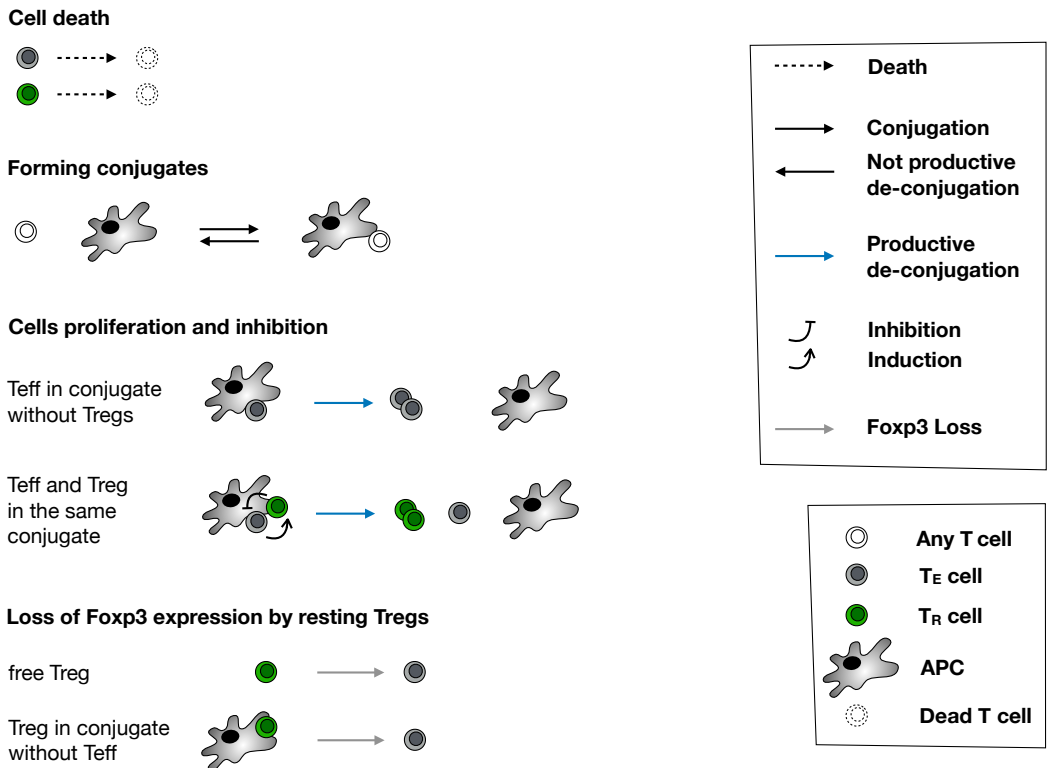 Cell death
Forming conjugates
Cells proliferation and inhibition
Teff in conjugate
without Tregs
Teff and Treg
in the same
conjugate
Loss of Foxp3 expression by resting Tregs
free Treg
Treg in conjugate
without Teff
Death
Conjugation
Not productive
de-conjugation
Productive
de-conjugation
Inhibition
Induction
Foxp3 Loss
Any T cell
TE cell
TR cell
APC
Dead T cell